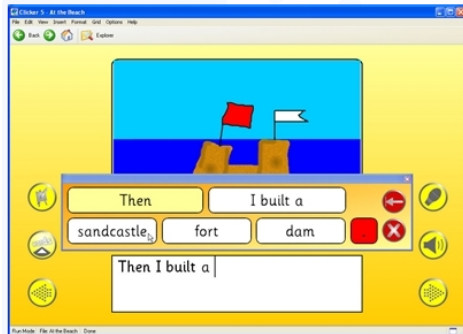 Clicker 5 - At the Beach
File Edit View Insert Format Grid Options Help
Back Explorer
Then I built a
sandcastle fort dam
Then I built a
Run Mode File: At the Beach - Done